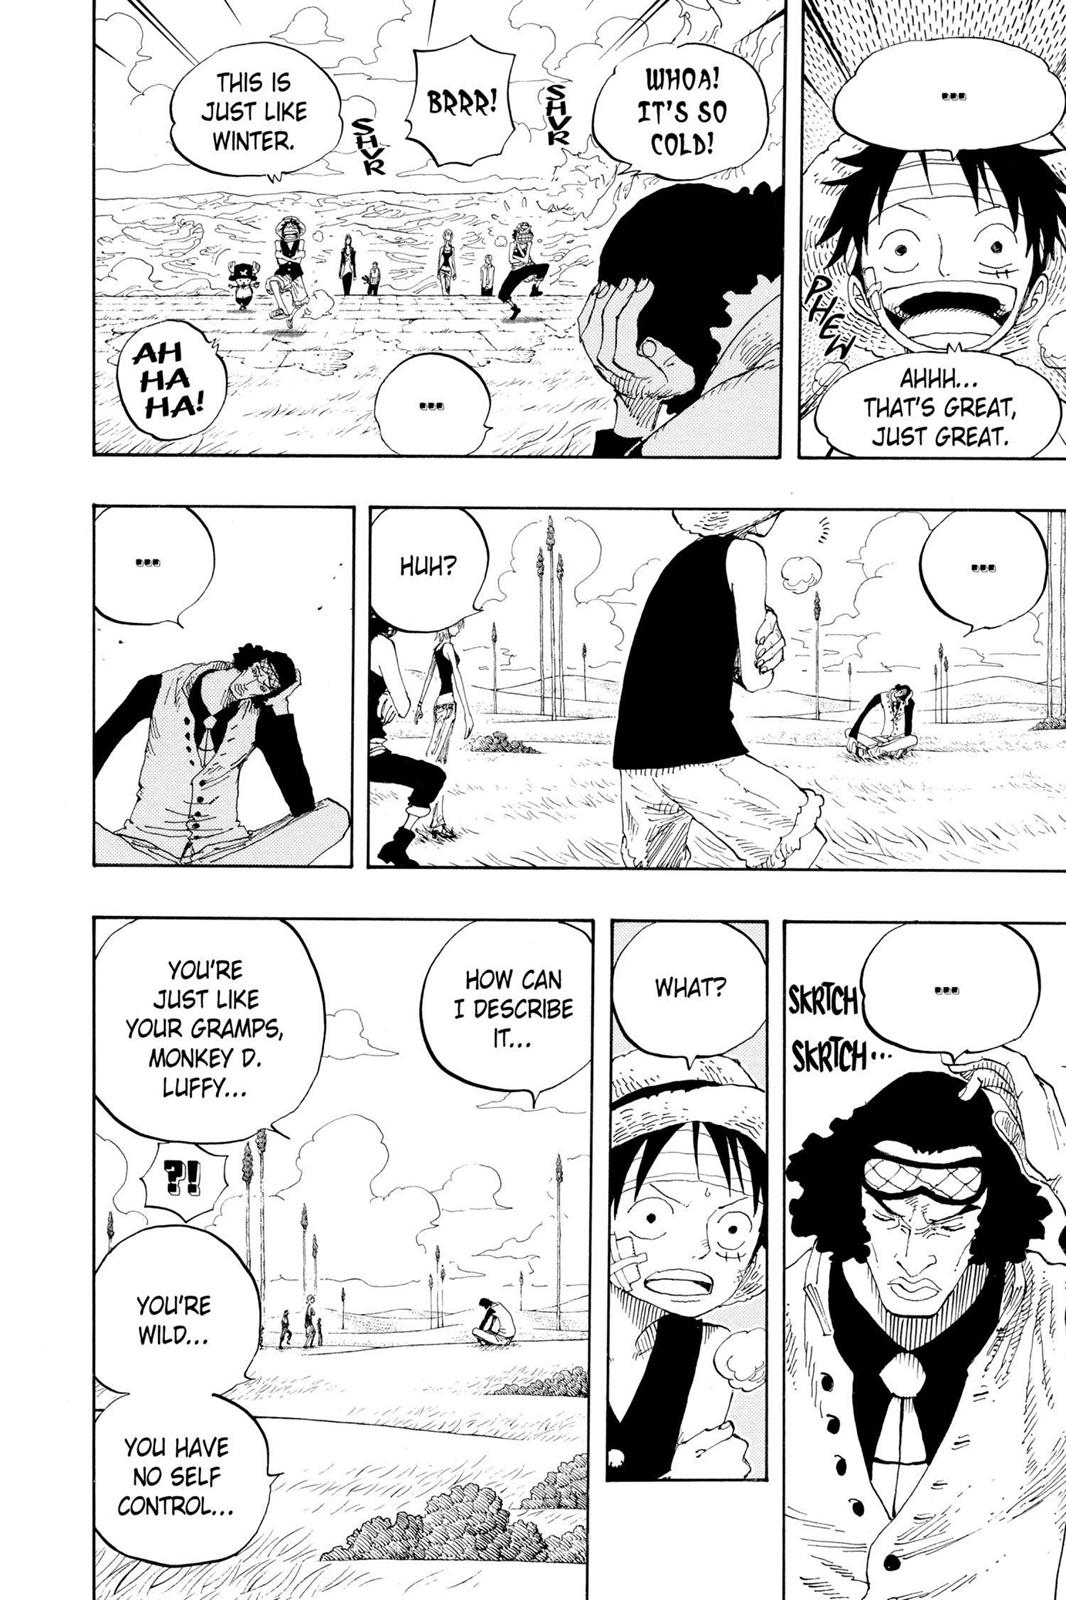 ...
AHHH...
THAT'S GREAT,
JUST GREAT.
PHEW
WHOA!
IT'S SO
COLD!
SHVR
BRRR!
SHVR
THIS IS
JUST LIKE
WINTER.
AH
HA
HA!
...
...
HUH?
...
...
SKRTCH
SKRTCH...
WHAT?
HOW CAN
I DESCRIBE
IT...
YOU'RE
JUST LIKE
YOUR GRAMPS,
MONKEY D.
LUFFY...
?!
YOU'RE
WILD...
YOU HAVE
NO SELF
CONTROL...